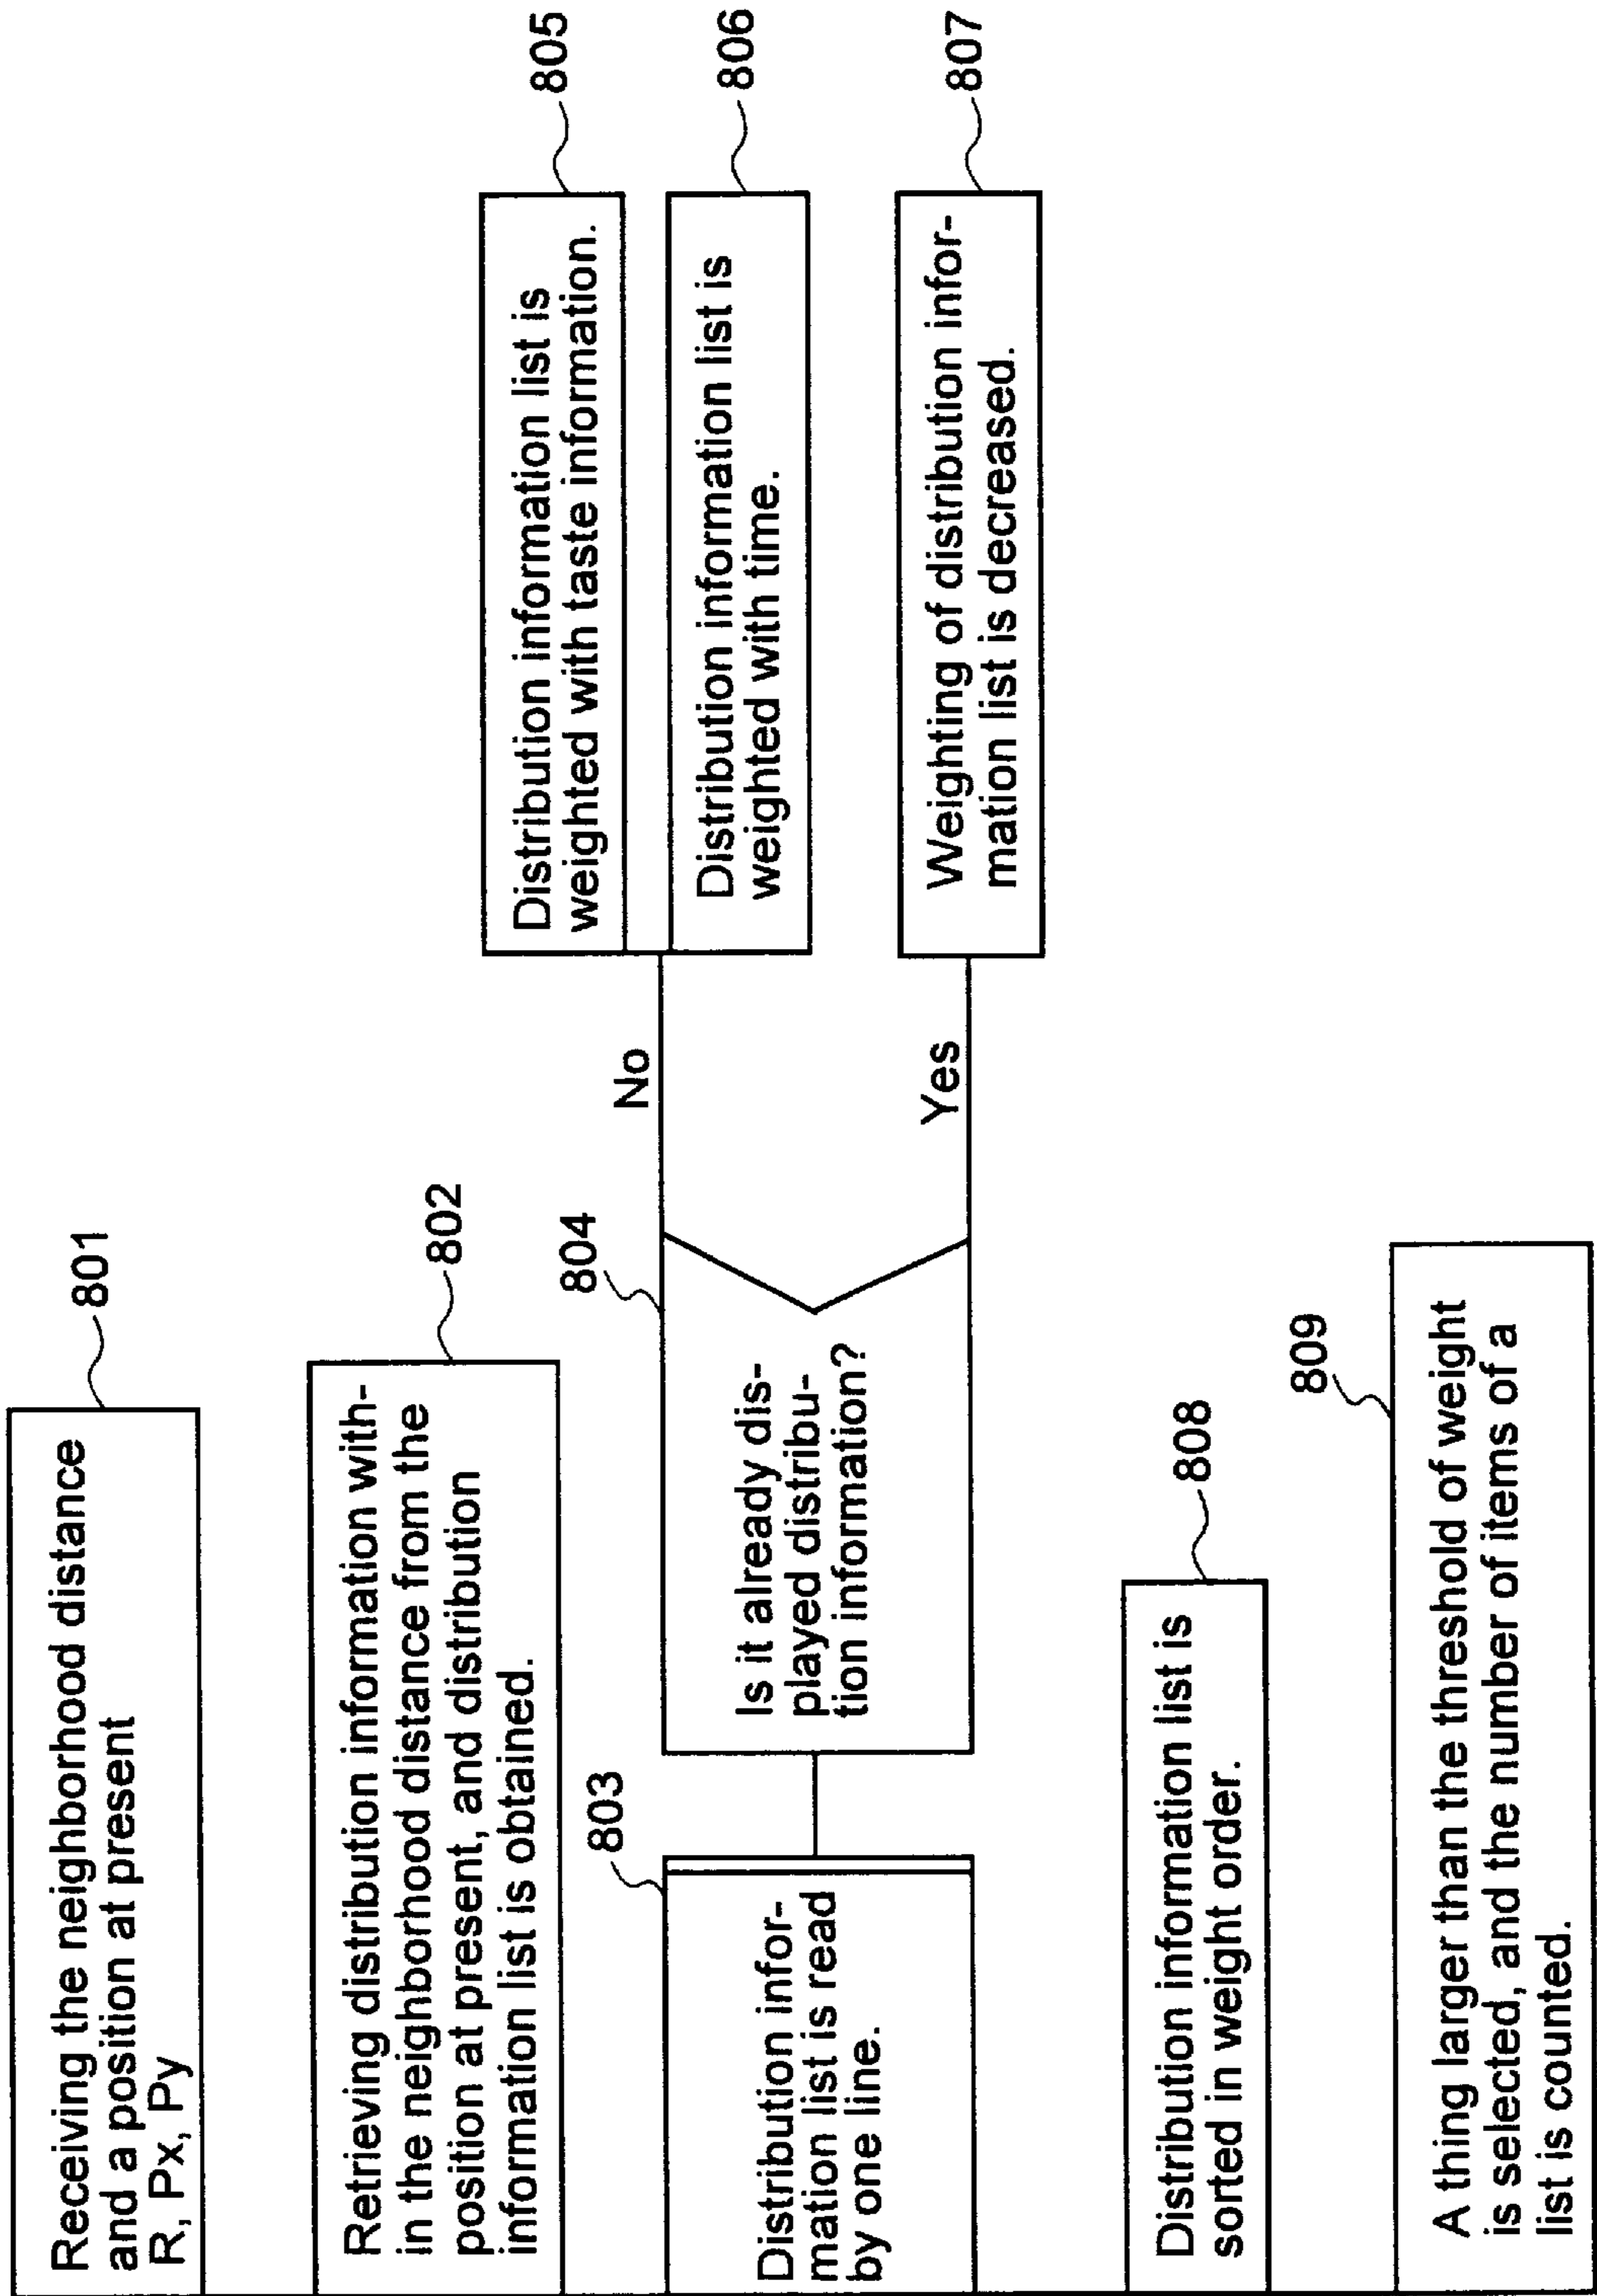 801
Receiving the neighborhood distance
and a position at present
R, Px, Py
802
Retrieving distribution information with-
in the neighborhood distance from the
position at present, and distribution
information list is obtained.
803
Distribution infor-
mation list is read
by one line.
804
Is it already dis-
played distribu-
tion information?
No
805
Distribution information list is
weighted with taste information.
806
Distribution information list is
weighted with time.
Yes
807
Weighting of distribution infor-
mation list is decreased.
808
Distribution information list is
sorted in weight order.
809
A thing larger than the threshold of weight
is selected, and the number of items of a
list is counted.